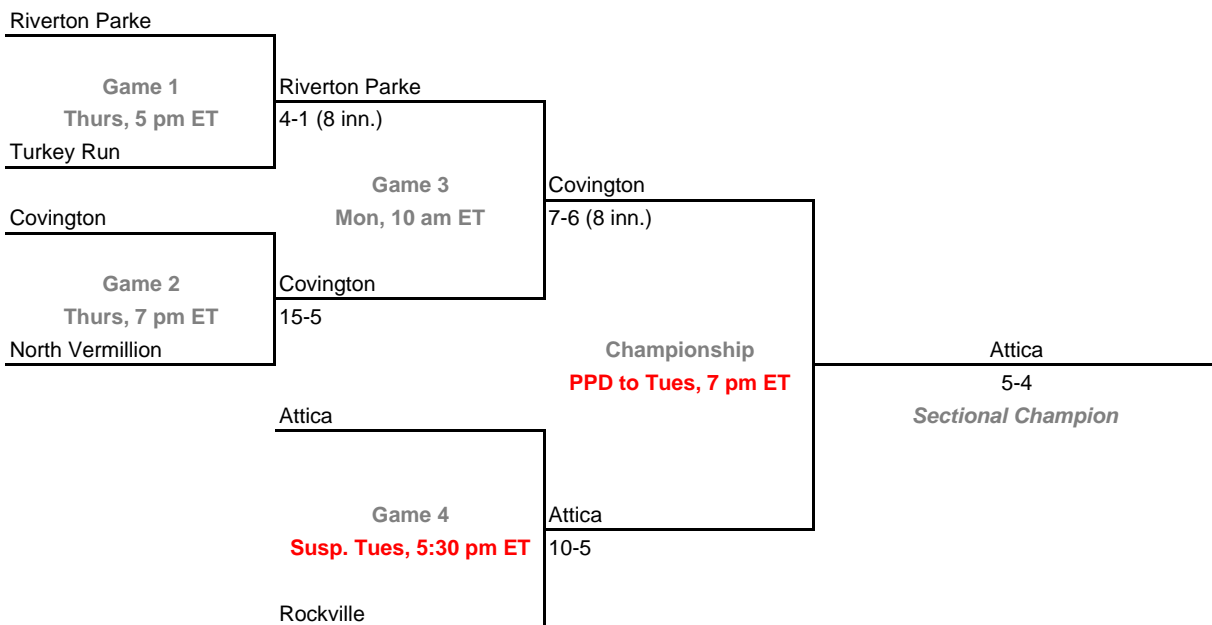 Riverton Parke
Game 1
Thurs, 5 pm ET
Turkey Run
Riverton Parke
4-1 (8 inn.)
Covington
Game 2
Thurs, 7 pm ET
North Vermillion
Covington
15-5
Game 3
Mon, 10 am ET
Covington
7-6 (8 inn.)
Attica
Game 4
Susp. Tues, 5:30 pm ET
Rockville
Attica
10-5
Championship
PPD to Tues, 7 pm ET
Attica
5-4
Sectional Champion